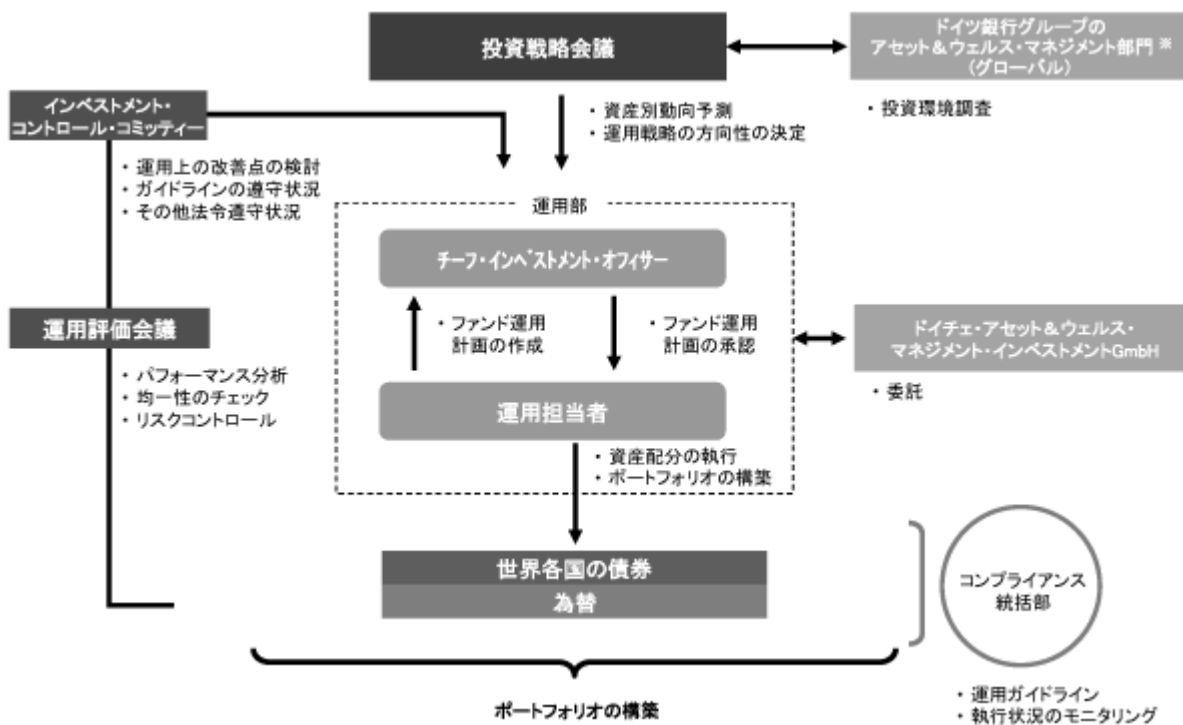 投資戦略会議
ドイツ銀行グループの
アセット&ウェルス・マネジメント部門 ※
(グローバル)
・投資環境調査
インベストメント・
コントロール・コミッティー
・資産別動向予測
・運用戦略の方向性の決定
・運用上の改善点の検討
・ガイドラインの遵守状況
・その他法令遵守状況
運用部
チーフ・インベストメント・オフィサー
・ファンド運用
計画の作成
・ファンド運用
計画の承認
運用評価会議
ドイチェ・アセット&ウェルス・
マネジメント・インベストメントGmbH
・委託
・パフォーマンス分析
・均一性のチェック
・リスクコントロール
運用担当者
・資産配分の執行
・ポートフォリオの構築
世界各国の債券
為替
コンプライアンス
統括部
・運用ガイドライン
・執行状況のモニタリング
ポートフォリオの構築